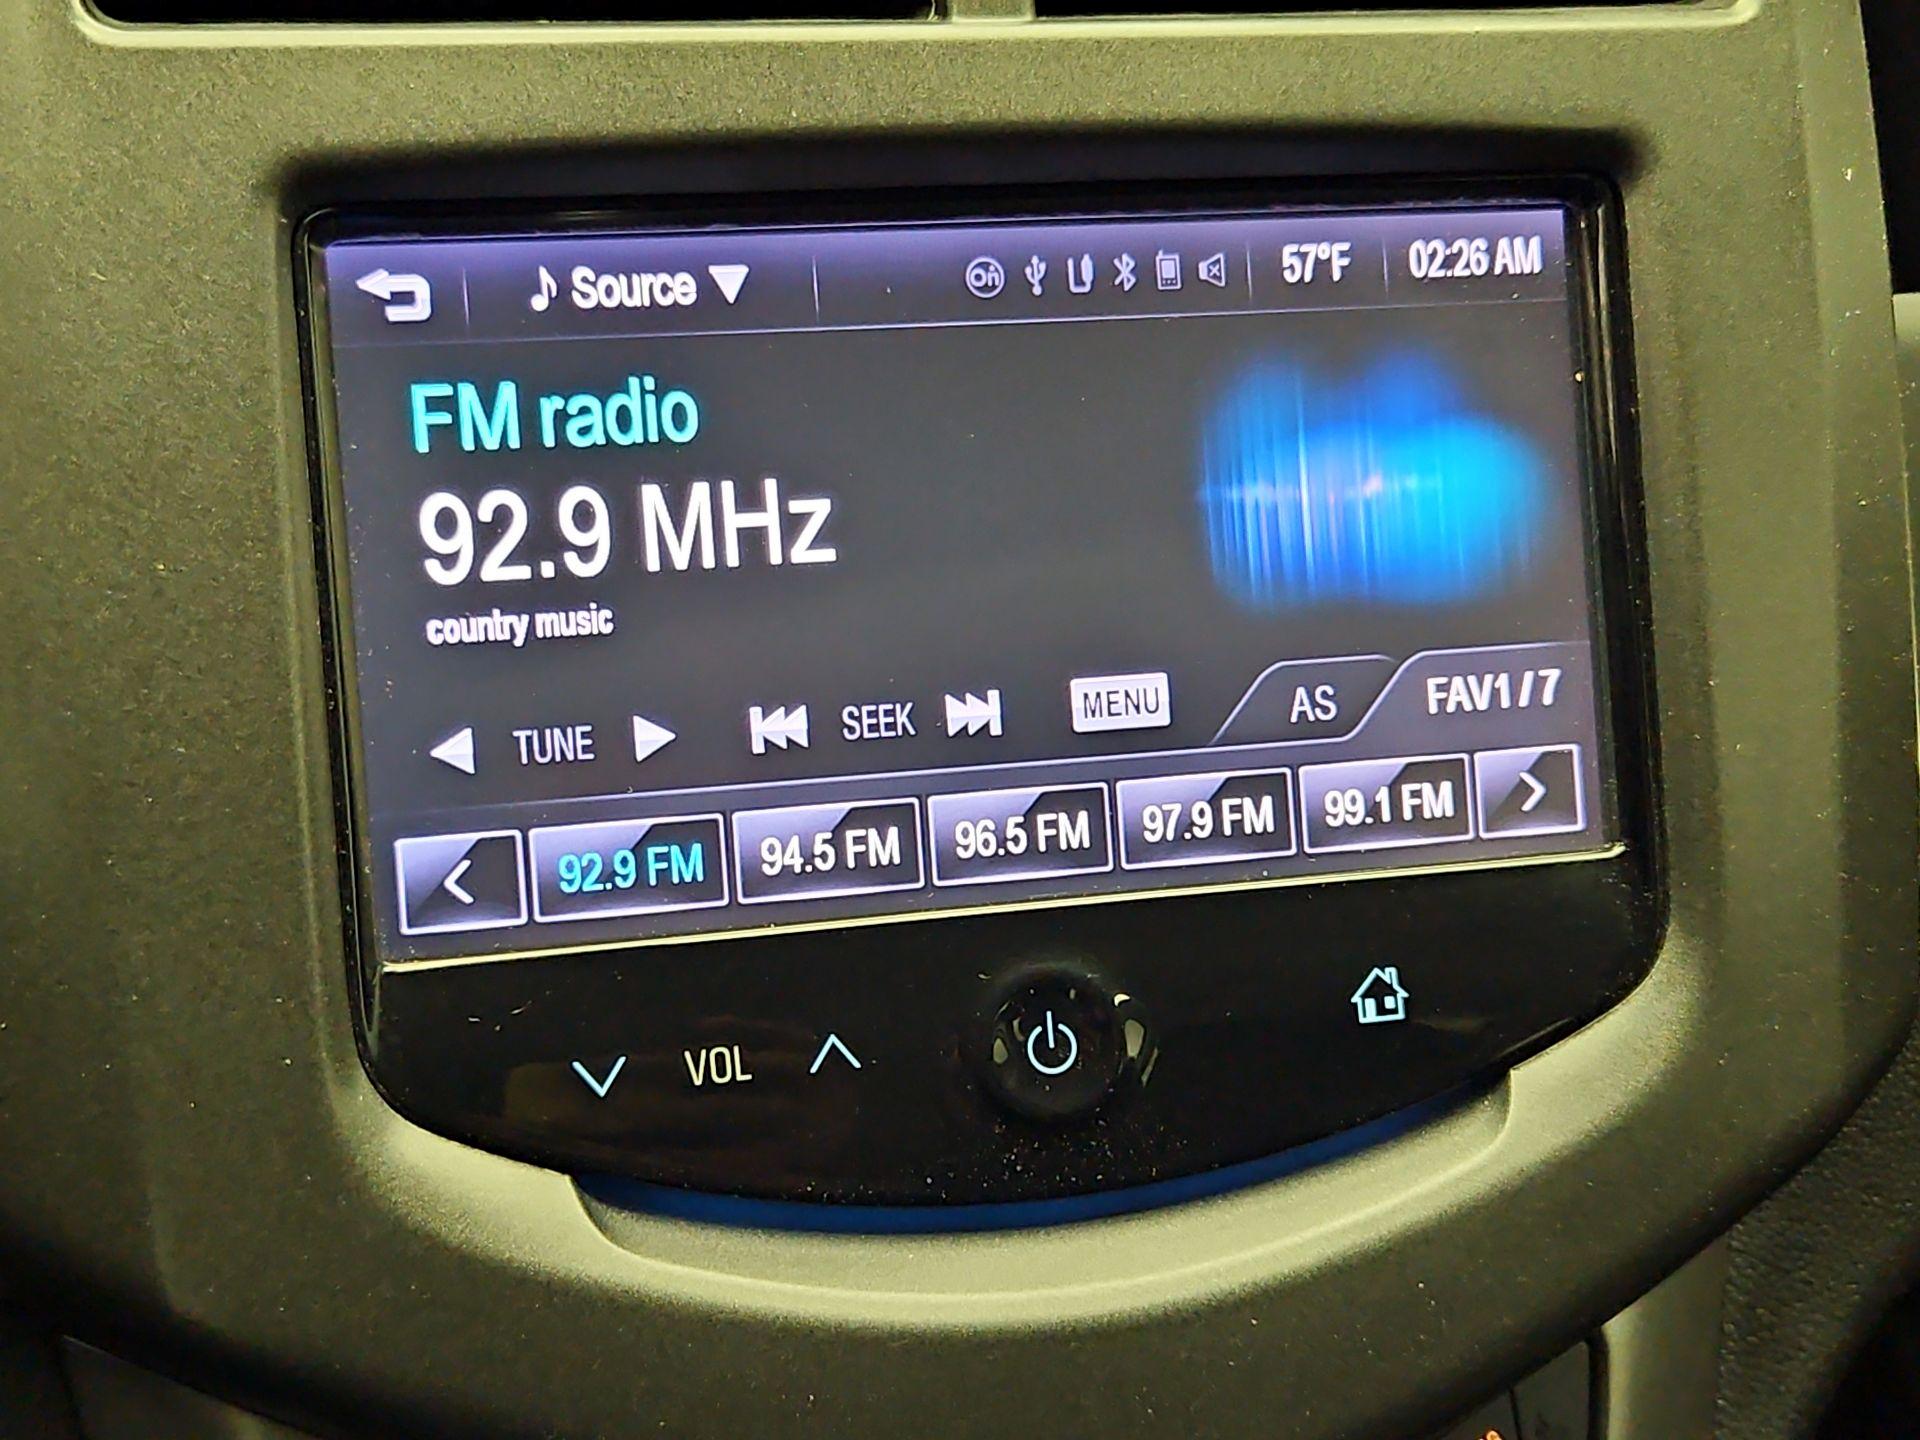 Source 57°F 02:26 AM
FM radio
92.9 MHz
country music
TUNE SEEK MENU AS FAV1/7
92.9 FM 94.5 FM 96.5 FM 97.9 FM 99.1 FM
VOL